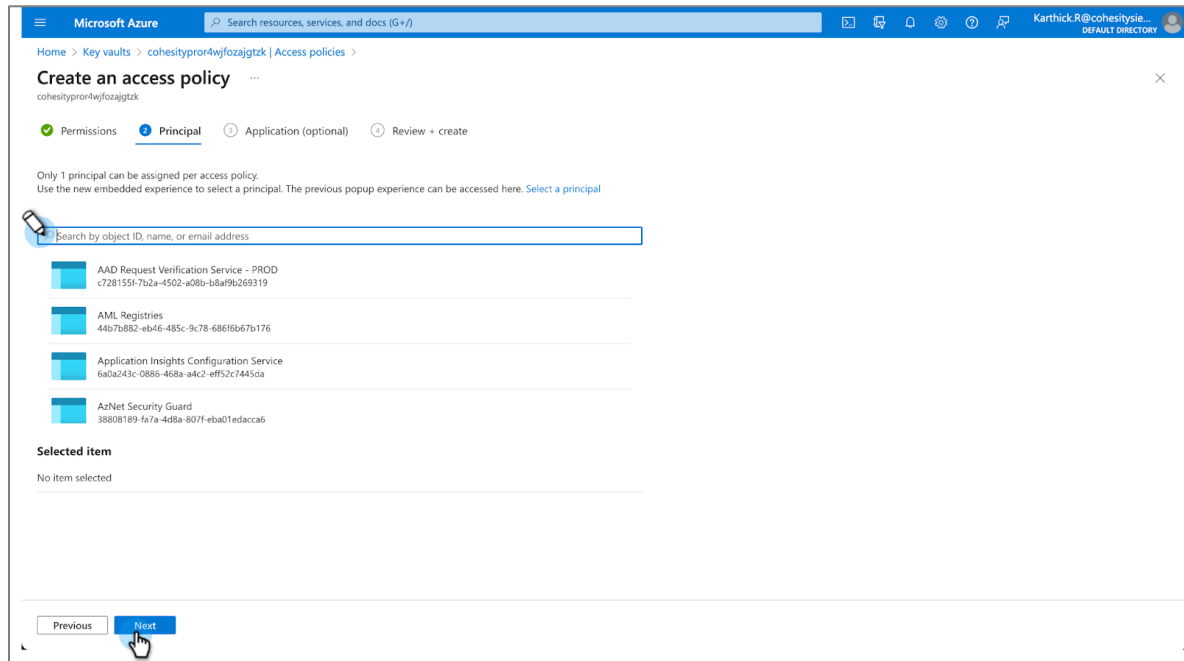 Microsoft Azure
Search resources, services, and docs (G+/)
Karthick.R@cohesitysie...
DEFAULT DIRECTORY
Home > Key vaults > cohesitypror4wjfozajgtzk | Access policies >
Create an access policy ...
cohesitypror4wjfozajgtzk
Permissions 2 Principal 3 Application (optional) 4 Review + create
Only 1 principal can be assigned per access policy.
Use the new embedded experience to select a principal. The previous popup experience can be accessed here. Select a principal
Search by object ID, name, or email address
AAD Request Verification Service - PROD
c728155f-7b2a-4502-a08b-b8af9b269319
AML Registries
44b7b882-eb46-485c-9c78-686f6b67b176
Application Insights Configuration Service
6a0a243c-0886-468a-a4c2-eff52c7445da
AzNet Security Guard
38808189-fa7a-4d8a-807f-eba01edacca6
Selected item
No item selected
Previous Next